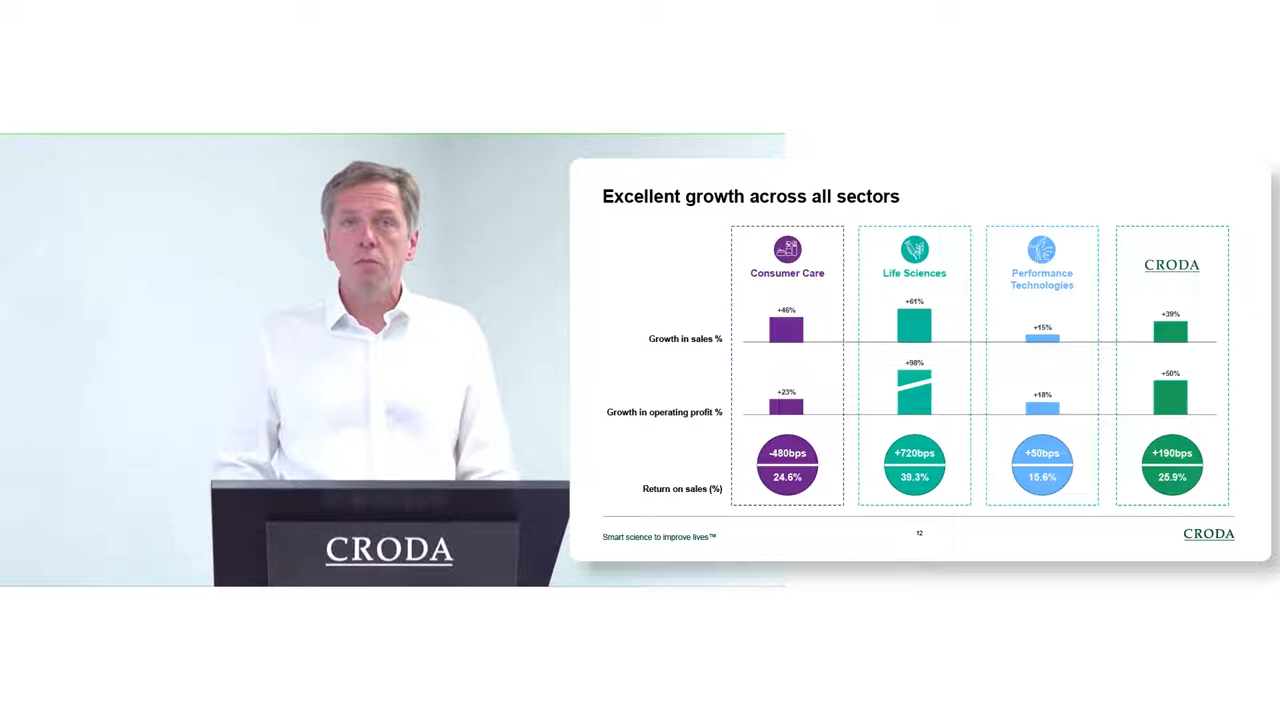 Excellent growth across all sectors
Consumer Care
Life Sciences
Performance
Technologies
CRODA
Growth in sales %
+46%
+61%
+15%
+39%
Growth in operating profit %
+23%
+98%
+18%
+50%
Return on sales (%)
-480bps
24.6%
+720bps
39.3%
+50bps
15.6%
+190bps
25.9%
Smart science to improve lives™
12
CRODA
CRODA